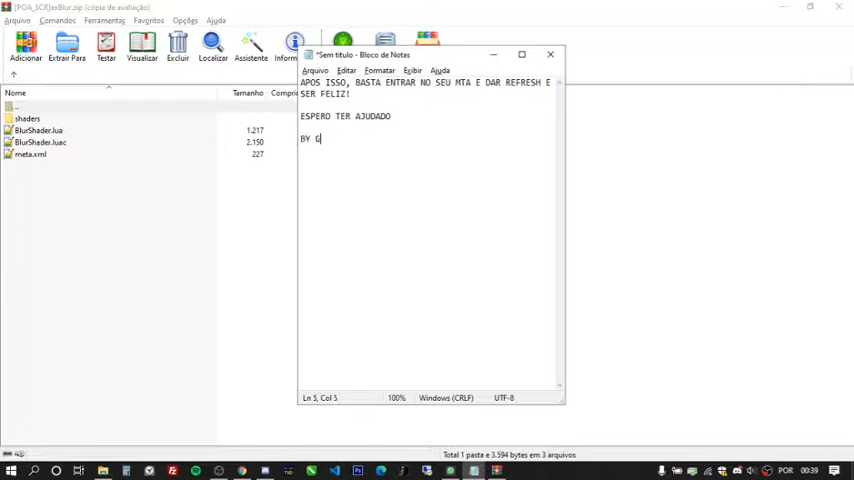 [POA_SCR]exBlur.zip (cópia de avaliação)
Arquivo Comandos Ferramentas Favoritos Opções Ajuda
Adicionar Extrair Para Testar Visualizar Excluir Localizar Assistente Inform
Nome Tamanho Compri
..
shaders
BlurShader.lua 1.217
BlurShader.luac 2.150
meta.xml 227
*Sem título - Bloco de Notas
Arquivo Editar Formatar Exibir Ajuda
APOS ISSO, BASTA ENTRAR NO SEU MTA E DAR REFRESH E
SER FELIZ!
ESPERO TER AJUDADO
BY G
Ln 5, Col 5 100% Windows (CRLF) UTF-8
Total 1 pasta e 3.594 bytes em 3 arquivos
POR 00:39